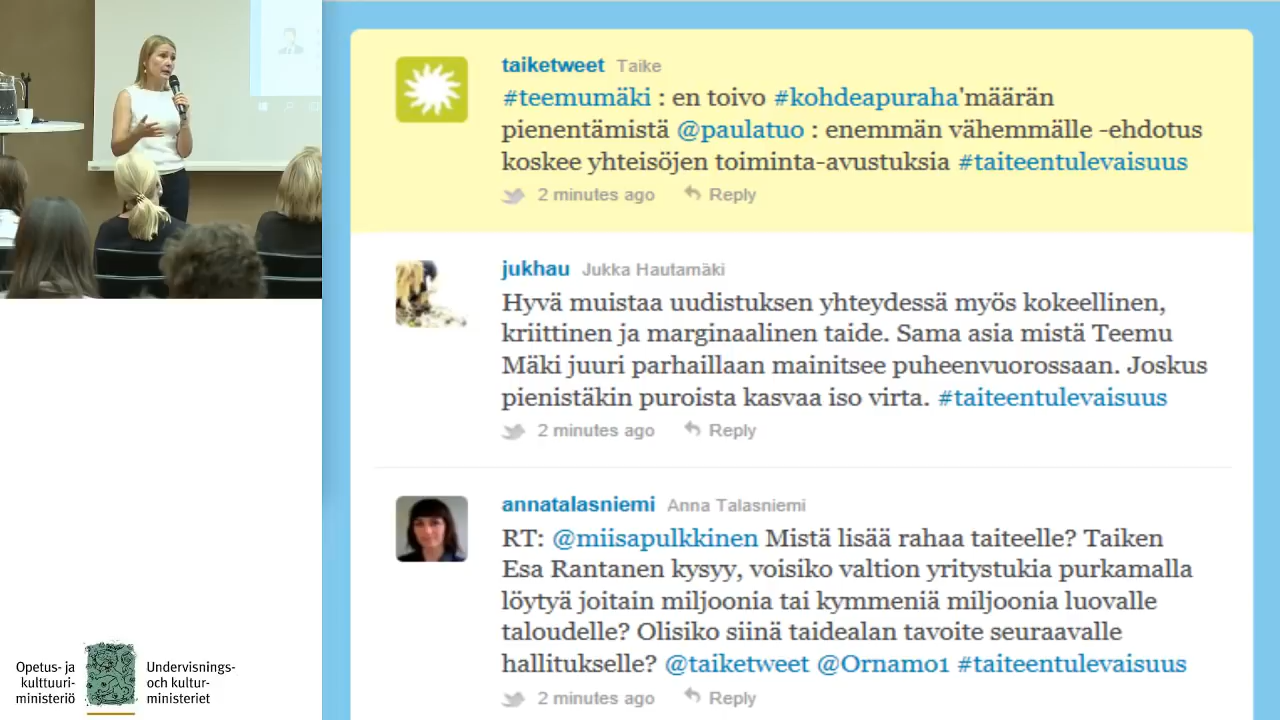 taiketweet Taike
#teemumäki : en toivo #kohdeapuraha'määrän
pienentämistä @paulatuo : enemmän vähemmälle -ehdotus
koskee yhteisöjen toiminta-avustuksia #taiteentulevaisuus
2 minutes ago Reply
jukhau Jukka Hautamäki
Hyvä muistaa uudistuksen yhteydessä myös kokeellinen,
kriittinen ja marginaalinen taide. Sama asia mistä Teemu
Mäki juuri parhaillaan mainitsee puheenvuorossaan. Joskus
pienistäkin puroista kasvaa iso virta. #taiteentulevaisuus
2 minutes ago Reply
annatalasniemi Anna Talasniemi
RT: @miisapulkkinen Mistä lisää rahaa taiteelle? Taiken
Esa Rantanen kysyy, voisiko valtion yritystukia purkamalla
löytyä joitain miljoonia tai kymmeniä miljoonia luovalle
taloudelle? Olisiko siinä taidealan tavoite seuraavalle
hallitukselle? @taiketweet @Ornamo1 #taiteentulevaisuus
2 minutes ago Reply
Opetus- ja
kulttuuri-
ministeriö
Undervisnings-
och kultur-
ministeriet